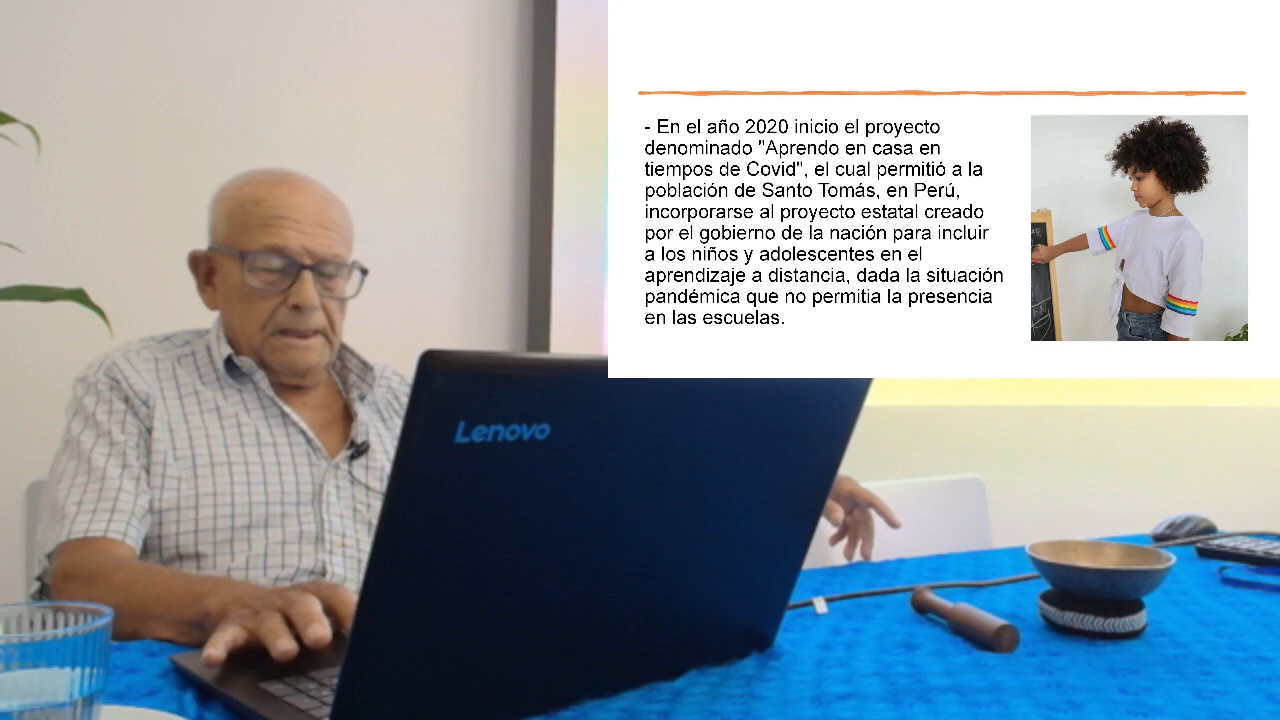 - En el año 2020 inicio el proyecto
denominado "Aprendo en casa en
tiempos de Covid", el cual permitió a la
población de Santo Tomás, en Perú,
incorporarse al proyecto estatal creado
por el gobierno de la nación para incluir
a los niños y adolescentes en el
aprendizaje a distancia, dada la situación
pandémica que no permitia la presencia
en las escuelas.
Lenovo